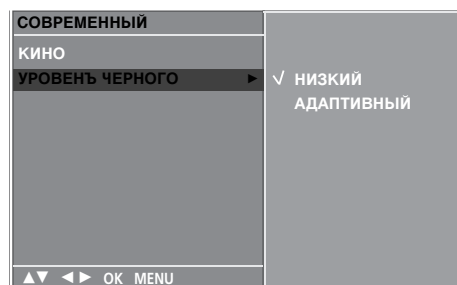 СОВРЕМЕННЫЙ
КИНО
УРОВЕНЪ ЧЕРНОГО ►
√ НИЗКИЙ
АДАПТИВНЫЙ
▲▼ ◄► OK MENU